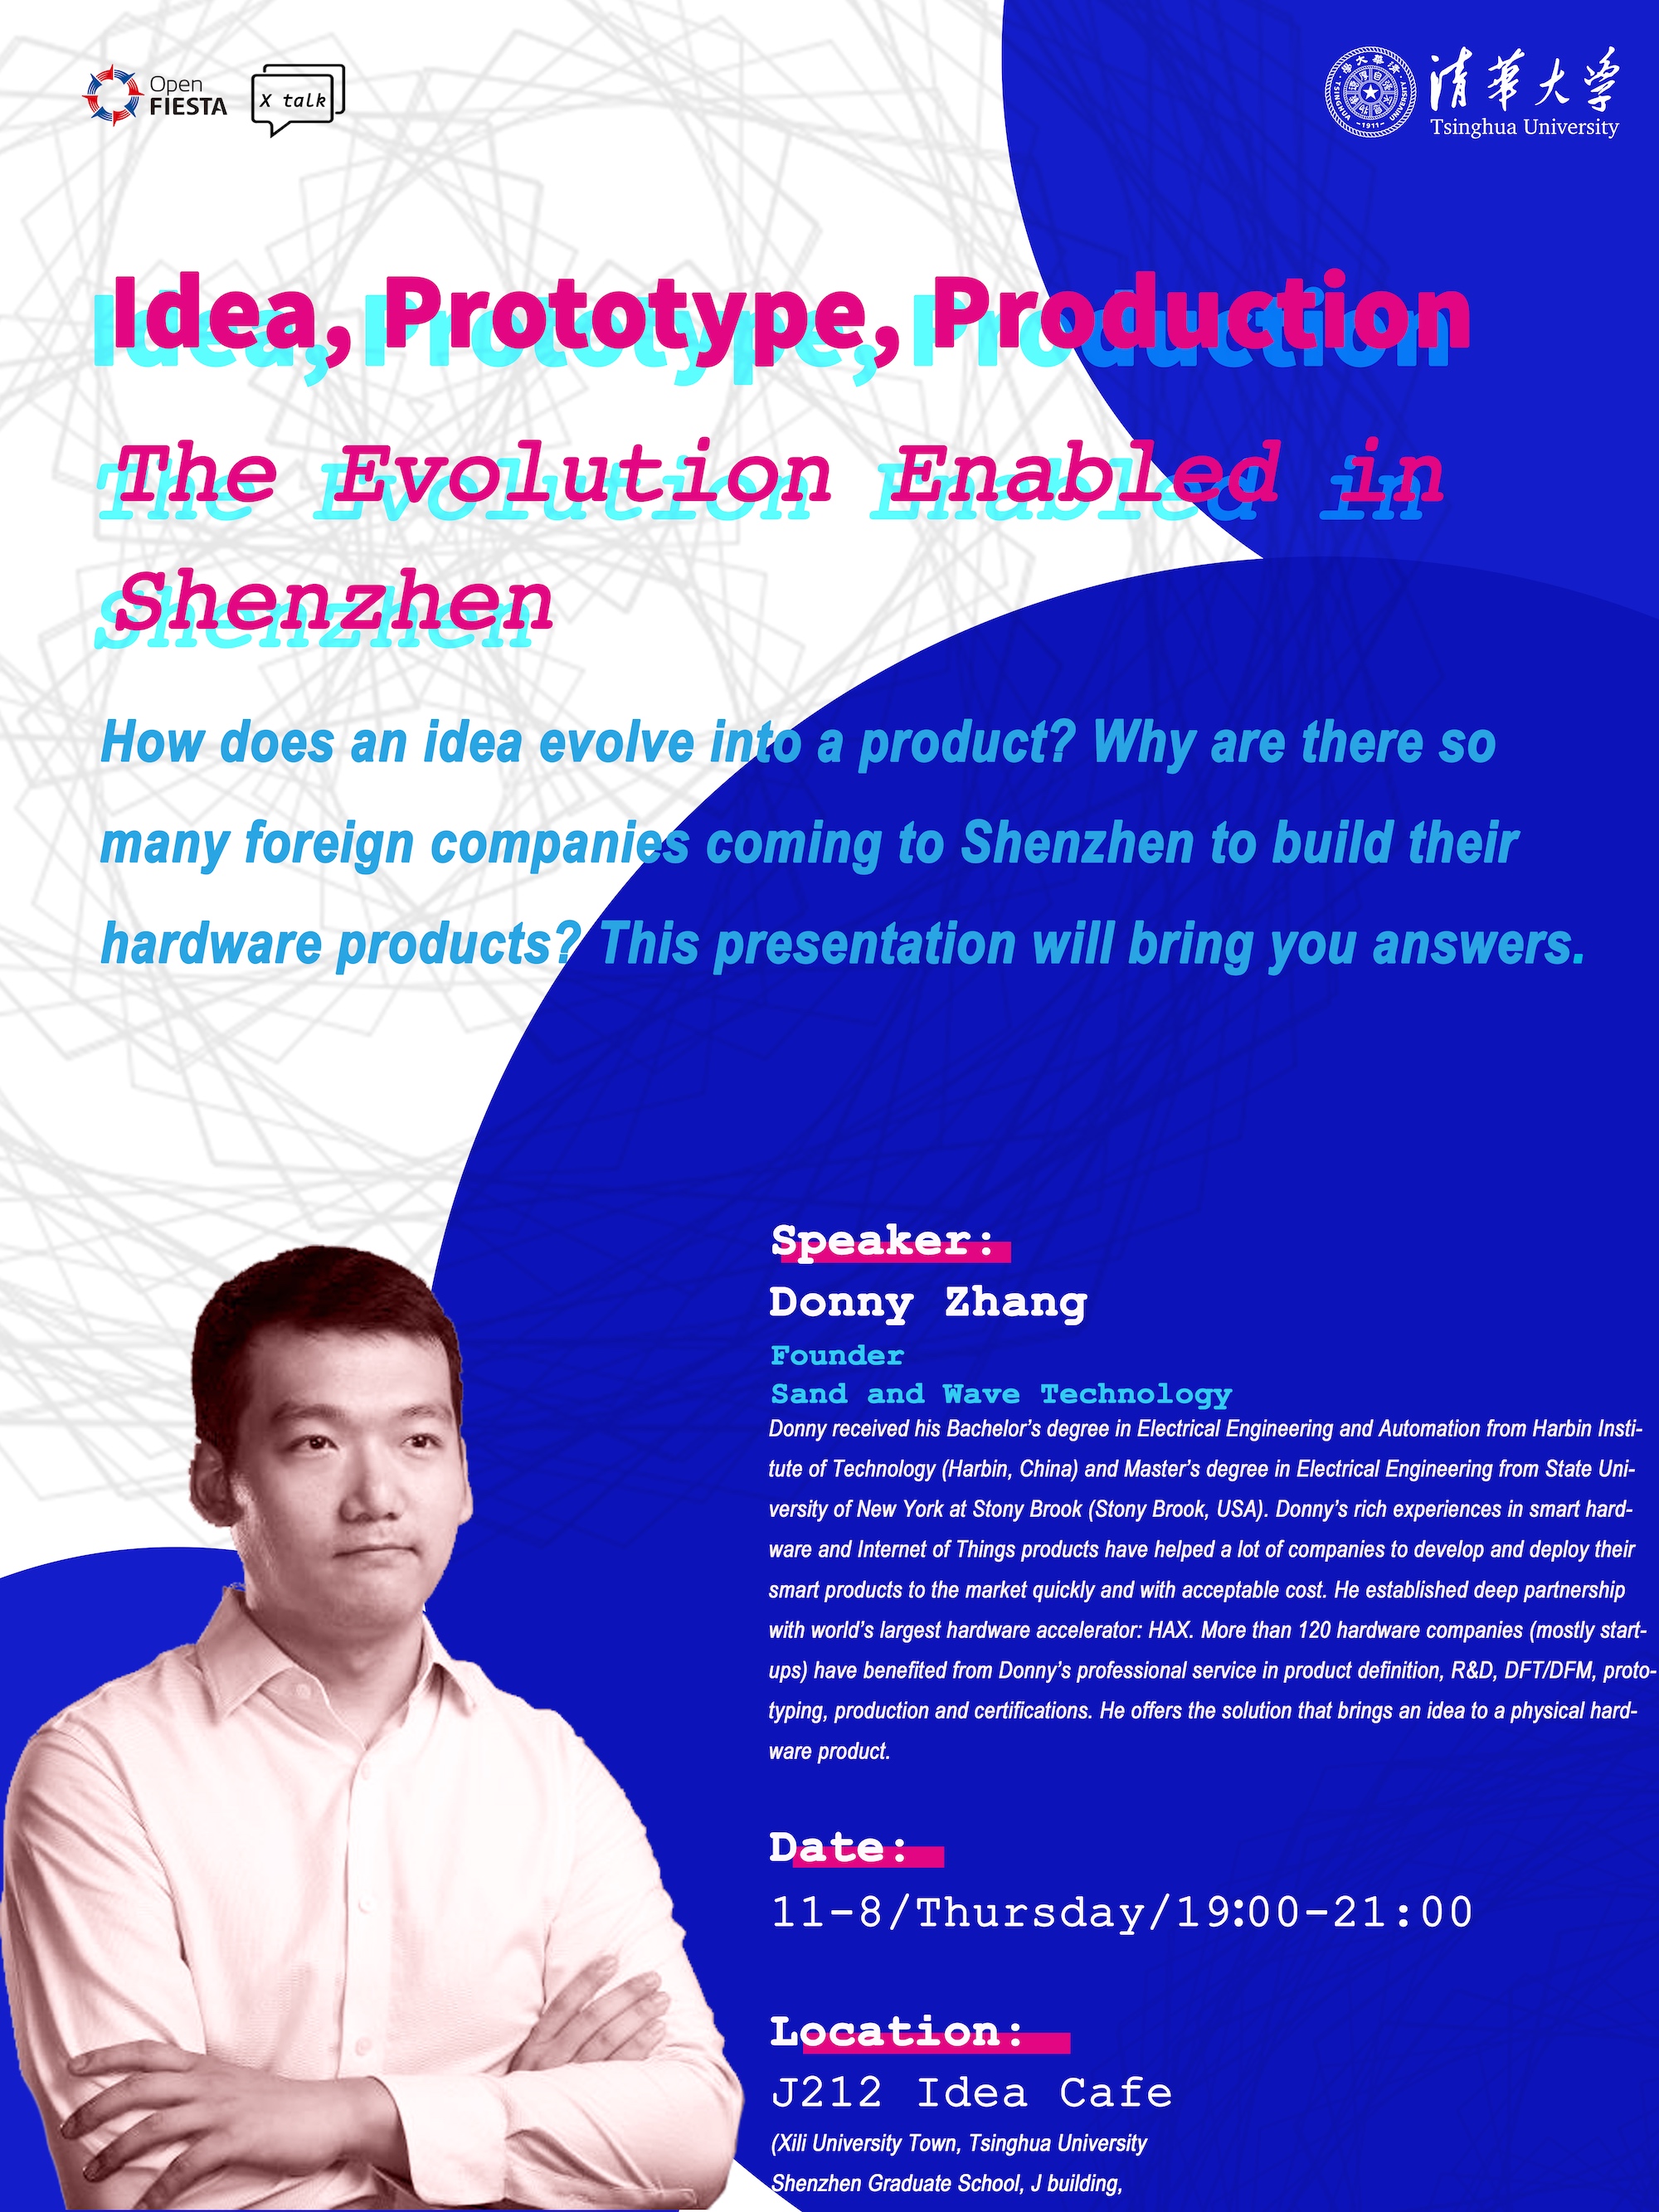 Open
FIESTA
X talk
清華大学
Tsinghua University
Idea, Prototype, Production
The Evolution Enabled in
Shenzhen
How does an idea evolve into a product? Why are there so
many foreign companies coming to Shenzhen to build their
hardware products? This presentation will bring you answers.
Speaker:
Donny Zhang
Founder
Sand and Wave Technology
Donny received his Bachelor’s degree in Electrical Engineering and Automation from Harbin Insti-
tute of Technology (Harbin, China) and Master’s degree in Electrical Engineering from State Uni-
versity of New York at Stony Brook (Stony Brook, USA). Donny’s rich experiences in smart hard-
ware and Internet of Things products have helped a lot of companies to develop and deploy their
smart products to the market quickly and with acceptable cost. He established deep partnership
with world’s largest hardware accelerator: HAX. More than 120 hardware companies (mostly start-
ups) have benefited from Donny’s professional service in product definition, R&D, DFT/DFM, proto-
typing, production and certifications. He offers the solution that brings an idea to a physical hard-
ware product.
Date:
11-8/Thursday/19:00-21:00
Location:
J212 Idea Cafe
(Xili University Town, Tsinghua University
Shenzhen Graduate School, J building,